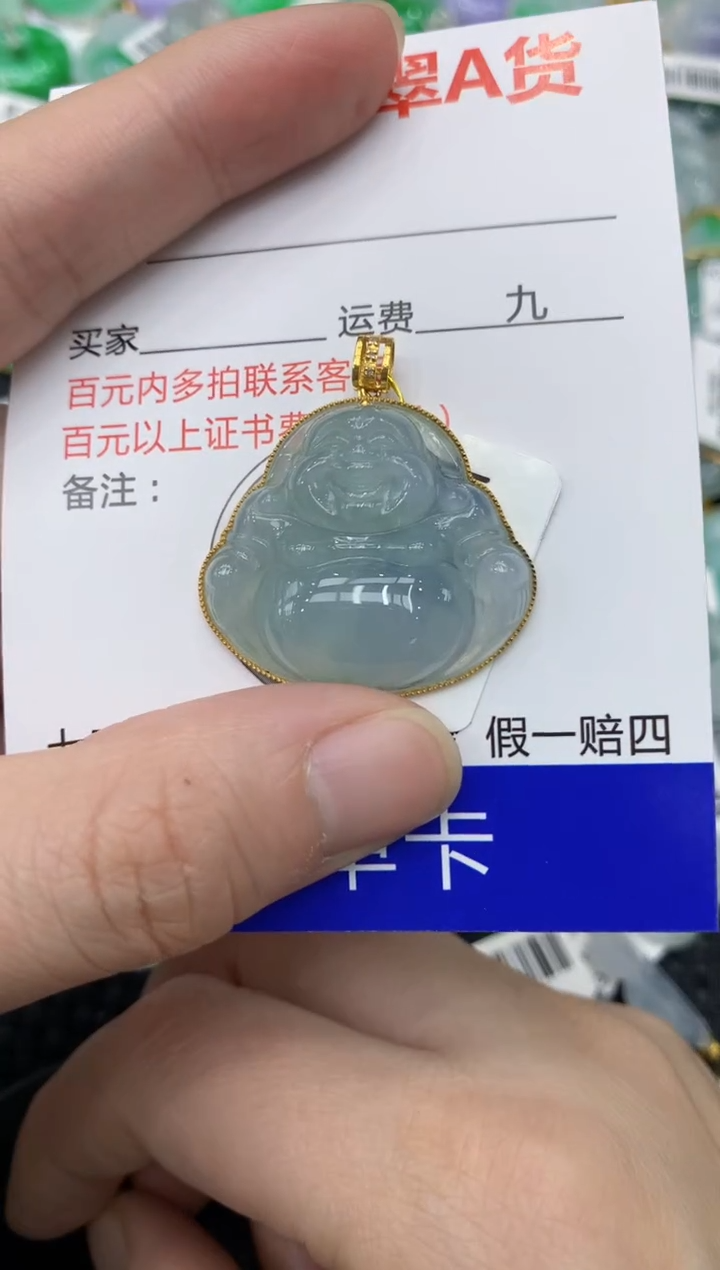 翠A货
买家 运费 九
百元内多拍联系客
百元以上证书费 )
备注：
假一赔四
卡